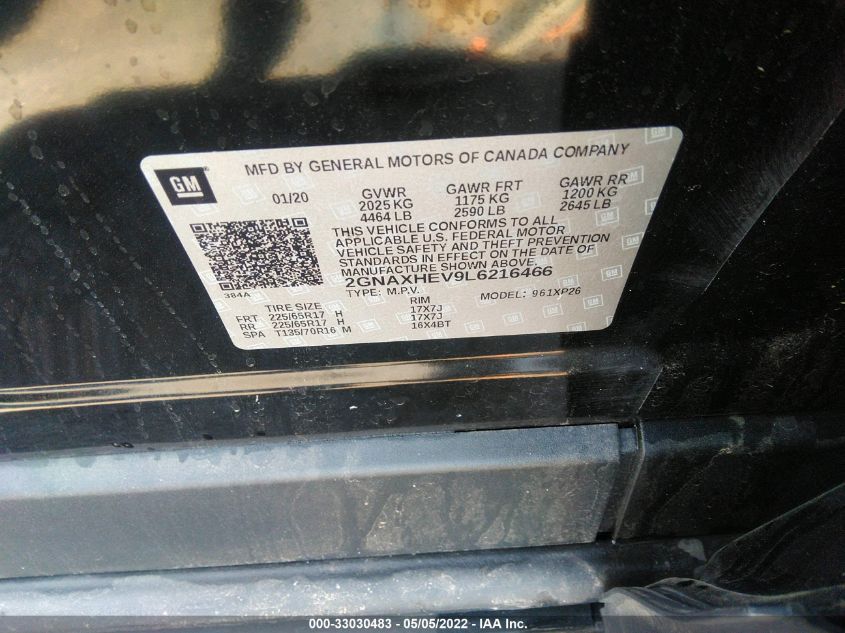 MFD BY GENERAL MOTORS OF CANADA COMPANY
GM
01/20 GVWR GAWR FRT GAWR RR
2025 KG 1175 KG 1200 KG
4464 LB 2590 LB 2645 LB
THIS VEHICLE CONFORMS TO ALL
APPLICABLE U.S. FEDERAL MOTOR
VEHICLE SAFETY AND THEFT PREVENTION
STANDARDS IN EFFECT ON THE DATE OF
MANUFACTURE SHOWN ABOVE.
384A
2GNAXHEV9L6216466
TYPE: M.P.V. MODEL: 961XP26
TIRE SIZE RIM
FRT 225/65R17 H 17X7J
RR 225/65R17 H 17X7J
SPA T135/70R16 M 16X4BT
000-33030483 - 05/05/2022 - IAA Inc.